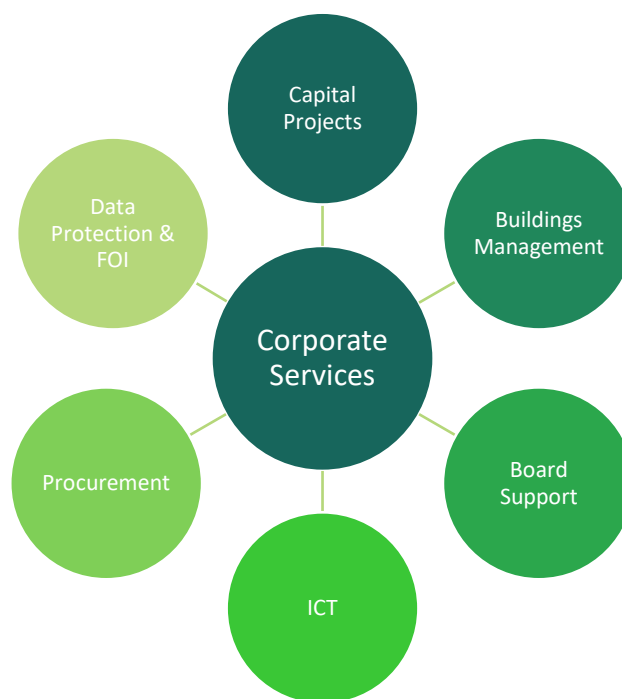 Capital
Projects
Buildings
Management
Board
Support
ICT
Procurement
Data
Protection &
FOI
Corporate
Services